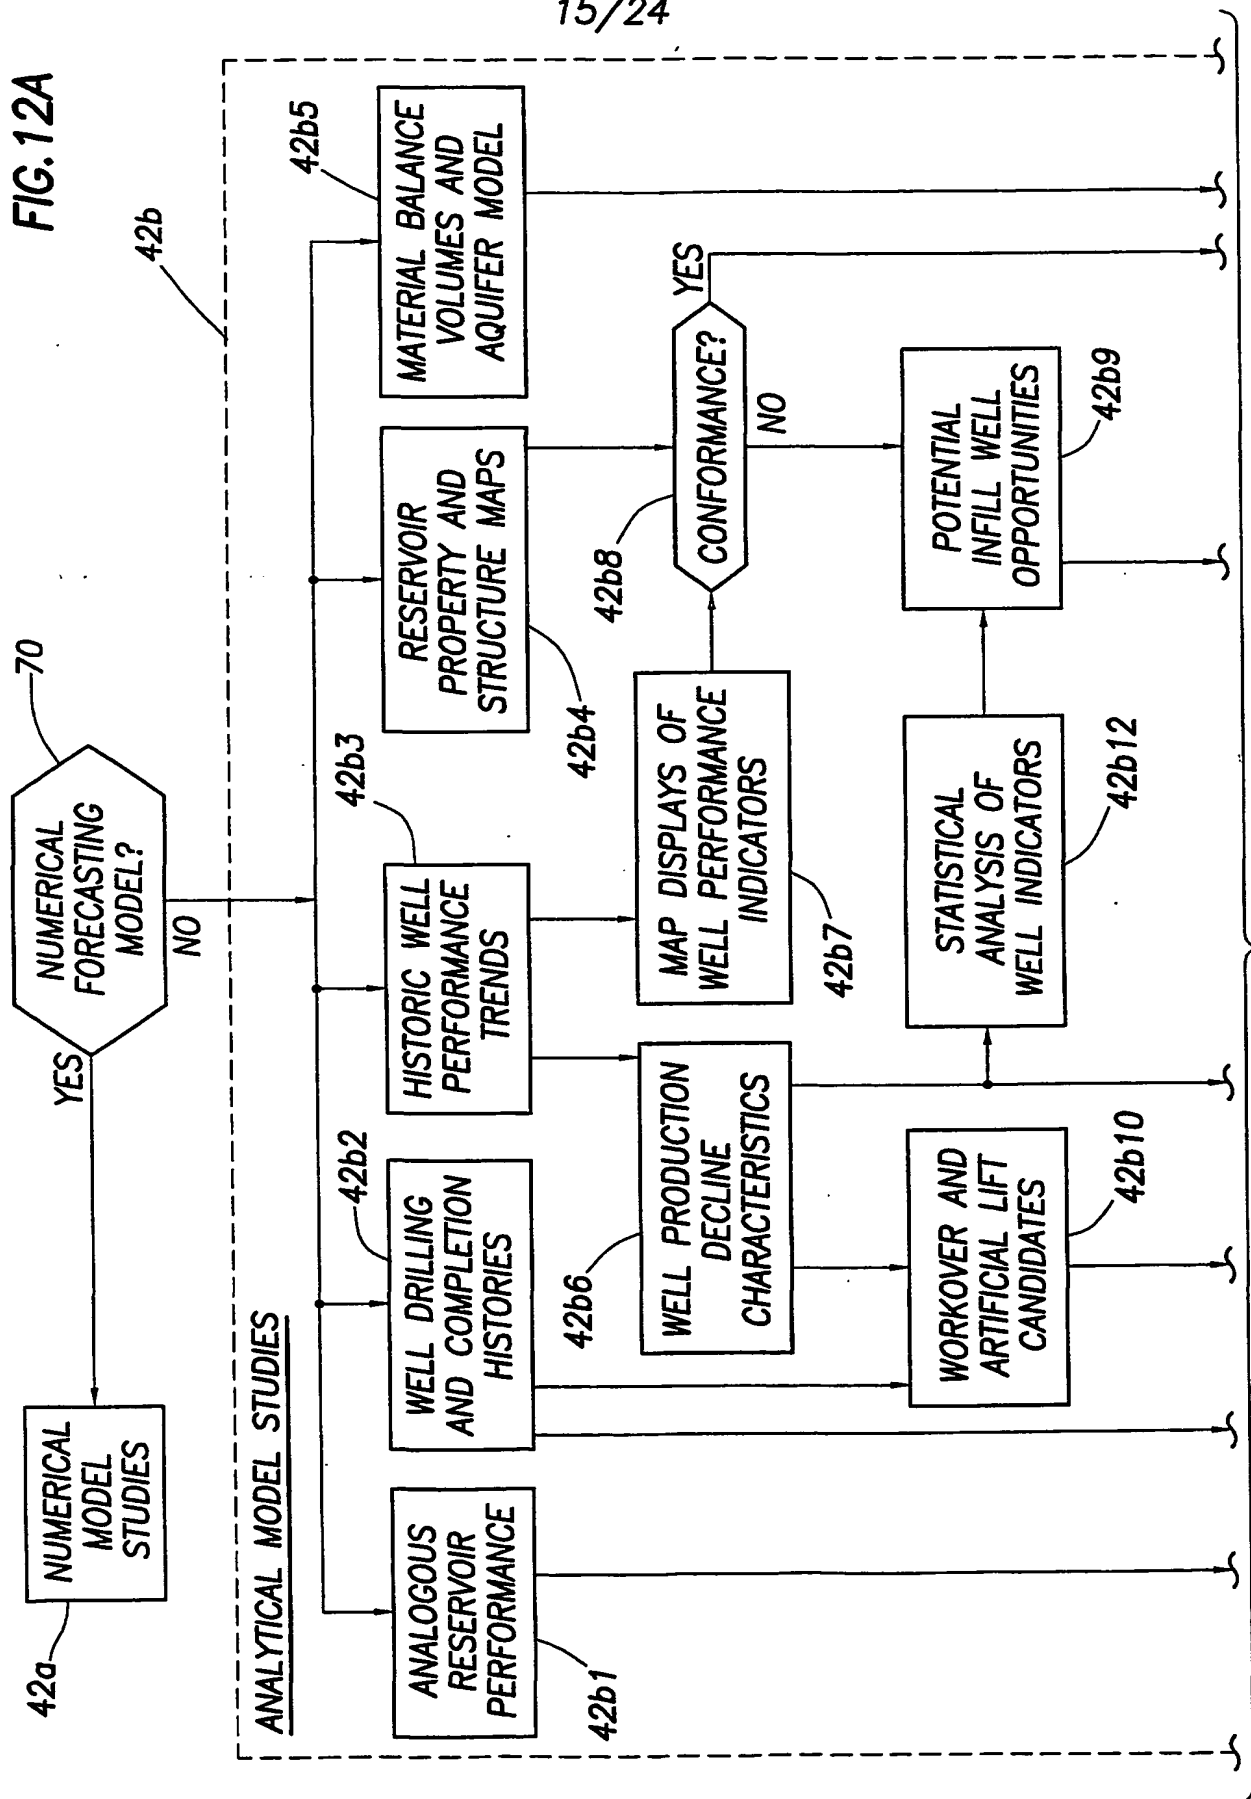 15/24
FIG.12A
70
NUMERICAL
FORECASTING
MODEL?
YES
NO
NUMERICAL
MODEL
STUDIES
42a
42b
ANALYTICAL MODEL STUDIES
ANALOGOUS
RESERVOIR
PERFORMANCE
42b1
WELL DRILLING
AND COMPLETION
HISTORIES
42b2
HISTORIC WELL
PERFORMANCE
TRENDS
42b3
RESERVOIR
PROPERTY AND
STRUCTURE MAPS
42b4
MATERIAL BALANCE
VOLUMES AND
AQUIFER MODEL
42b5
WELL PRODUCTION
DECLINE
CHARACTERISTICS
42b6
MAP DISPLAYS OF
WELL PERFORMANCE
INDICATORS
42b7
CONFORMANCE?
42b8
YES
NO
WORKOVER AND
ARTIFICIAL LIFT
CANDIDATES
42b10
STATISTICAL
ANALYSIS OF
WELL INDICATORS
42b12
POTENTIAL
INFILL WELL
OPPORTUNITIES
42b9